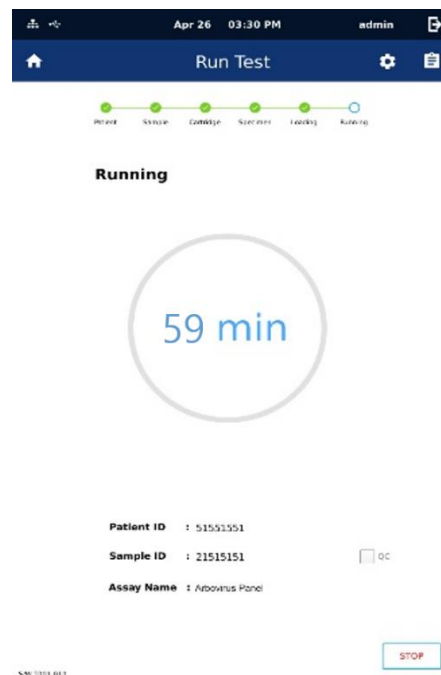 Apr 26 03:30 PM admin
Run Test
Patient Sample Cartridge Specimen Loading Running
Running
59 min
Patient ID : 51551551
Sample ID : 21515151 QC
Assay Name : Arbovirus Panel
STOP